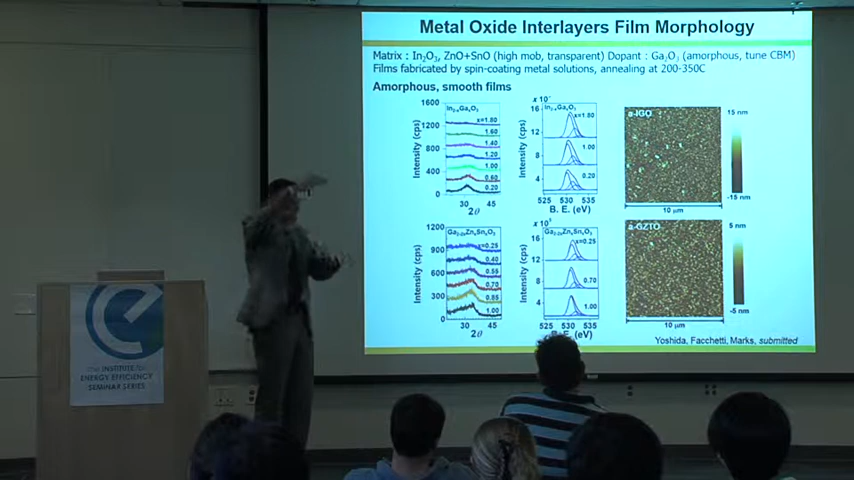 Metal Oxide Interlayers Film Morphology
Matrix : In₂O₃, ZnO+SnO (high mob, transparent) Dopant : Ga₂O₃ (amorphous, tune CBM)
Films fabricated by spin-coating metal solutions, annealing at 200-350C
Amorphous, smooth films
1600
1200
800
400
0
Intensity (cps)
x=1.80
1.60
1.40
1.20
1.00
0.60
0.20
30
45
2θ
16
12
8
4
Intensity (cps)
x=1.80
1.00
0.20
525
530
535
B. E. (eV)
a-IGO
15 nm
-15 nm
10 μm
1200
900
600
300
0
Intensity (cps)
x=0.25
0.40
0.55
0.70
0.85
1.00
30
45
2θ
16
12
8
4
Intensity (cps)
x=0.25
0.70
1.00
525
530
535
B. E. (eV)
a-GZTO
5 nm
-5 nm
10 μm
Yoshida, Facchetti, Marks, submitted
INSTITUTE for
ENERGY EFFICIENCY
SEMINAR SERIES